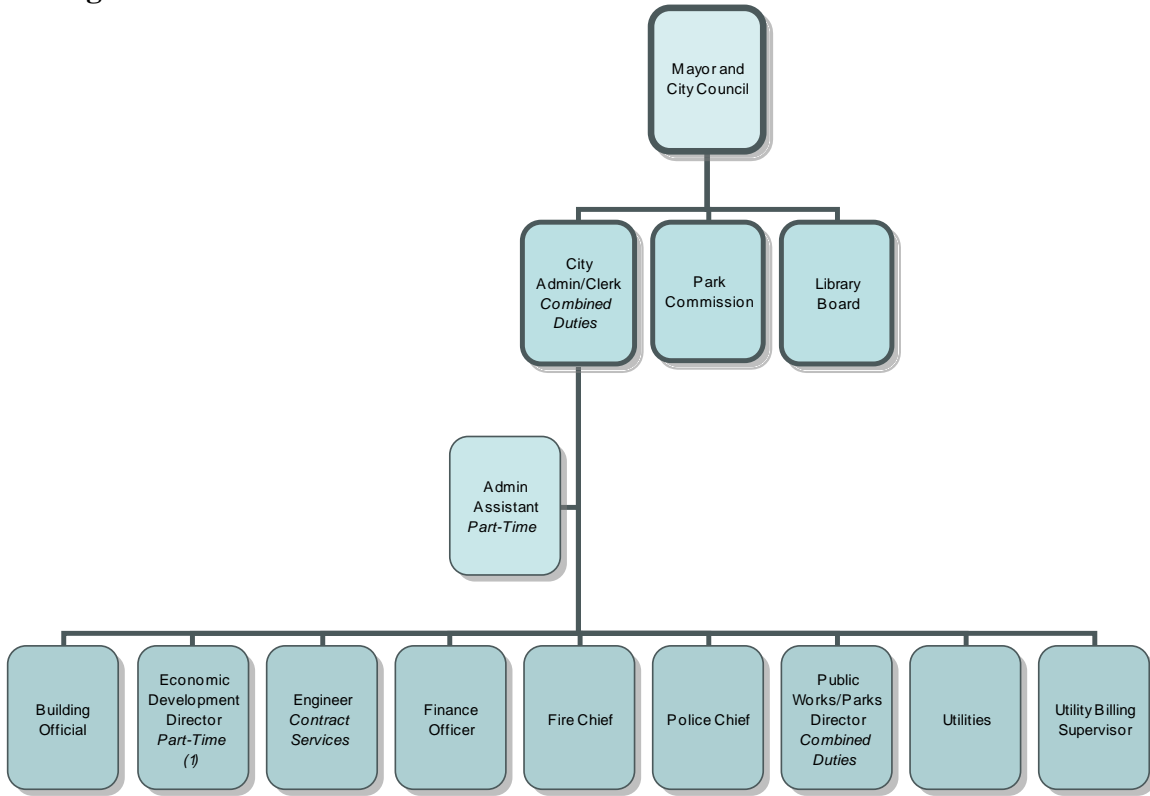 Mayor and
City Council
City
Admin/Clerk
Combined
Duties
Park
Commission
Library
Board
Admin
Assistant
Part-Time
Building
Official
Economic
Development
Director
Part-Time
(1)
Engineer
Contract
Services
Finance
Officer
Fire Chief
Police Chief
Public
Works/Parks
Director
Combined
Duties
Utilities
Utility Billing
Supervisor